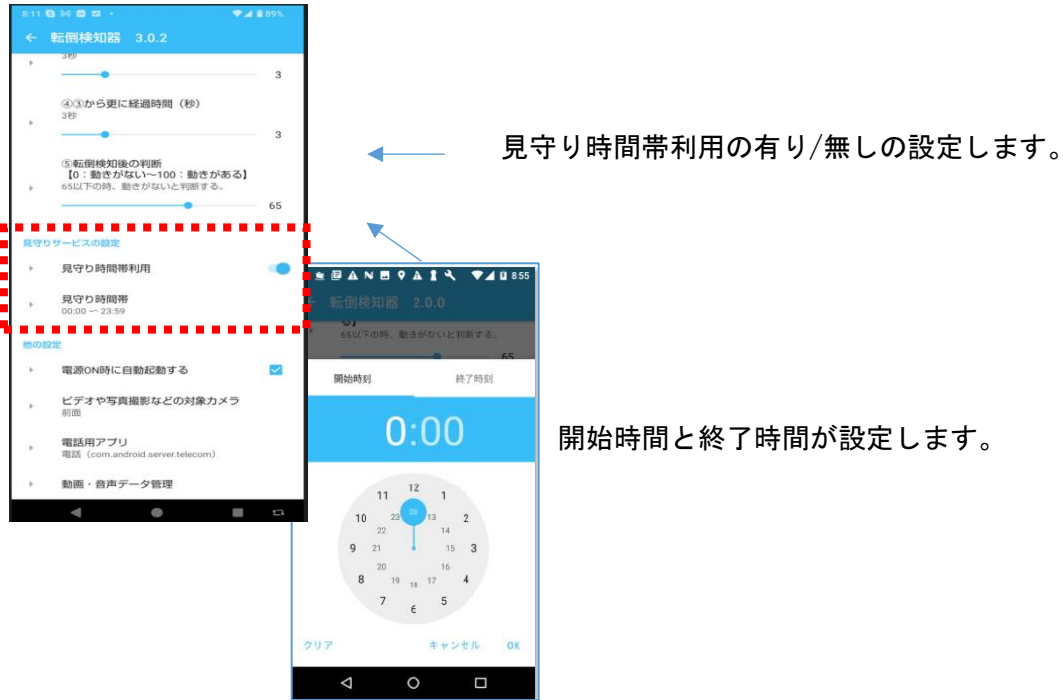 8:11
89%
← 転倒検知器 3.0.2
3秒
3
④③から更に経過時間（秒）
3秒
3
⑤転倒検知後の判断
【0：動きがない～100：動きがある】
65以下の時、動きがないと判断する。
65
見守りサービスの設定
見守り時間帯利用
見守り時間帯
00:00 ～ 23:59
他の設定
電源ON時に自動起動する
ビデオや写真撮影などの対象カメラ
前面
電話用アプリ
電話（com.android.server.telecom）
動画・音声データ管理
見守り時間帯利用の有り/無しの設定します。
8:55
← 転倒検知器 2.0.0
65以下の時、動きがないと判断する。
65
開始時刻 終了時刻
0:00
12
11 1
00
23 13
10 2
22 14
9 21 15 3
20 16
8 19 17 4
18
7 5
6
クリア キャンセル OK
開始時間と終了時間が設定します。